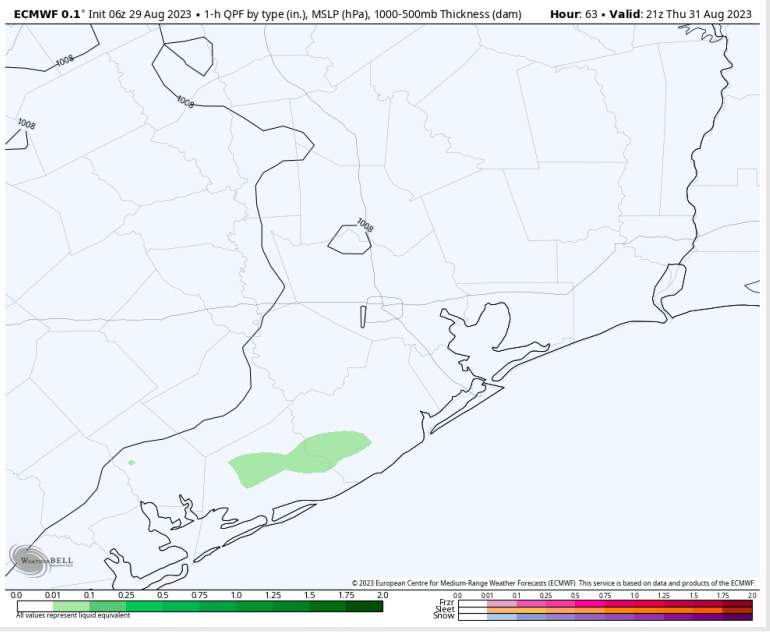 ECMWF 0.1° Init 06z 29 Aug 2023 • 1-h QPF by type (in.), MSLP (hPa), 1000-500mb Thickness (dam) Hour: 63 • Valid: 21z Thu 31 Aug 2023
1008
1008
1008
1008
WEATHERBELL
© 2023 European Centre for Medium-Range Weather Forecasts (ECMWF). This service is based on data and products of the ECMWF.
0.0 0.01 0.1 0.25 0.5 0.75 1.0 1.25 1.5 1.75 2.0
0.0 0.01 0.1 0.25 0.5 0.75 1.0 1.25 1.5 1.75 2.0
Frzr
Sleet
Snow
All values represent liquid equivalent